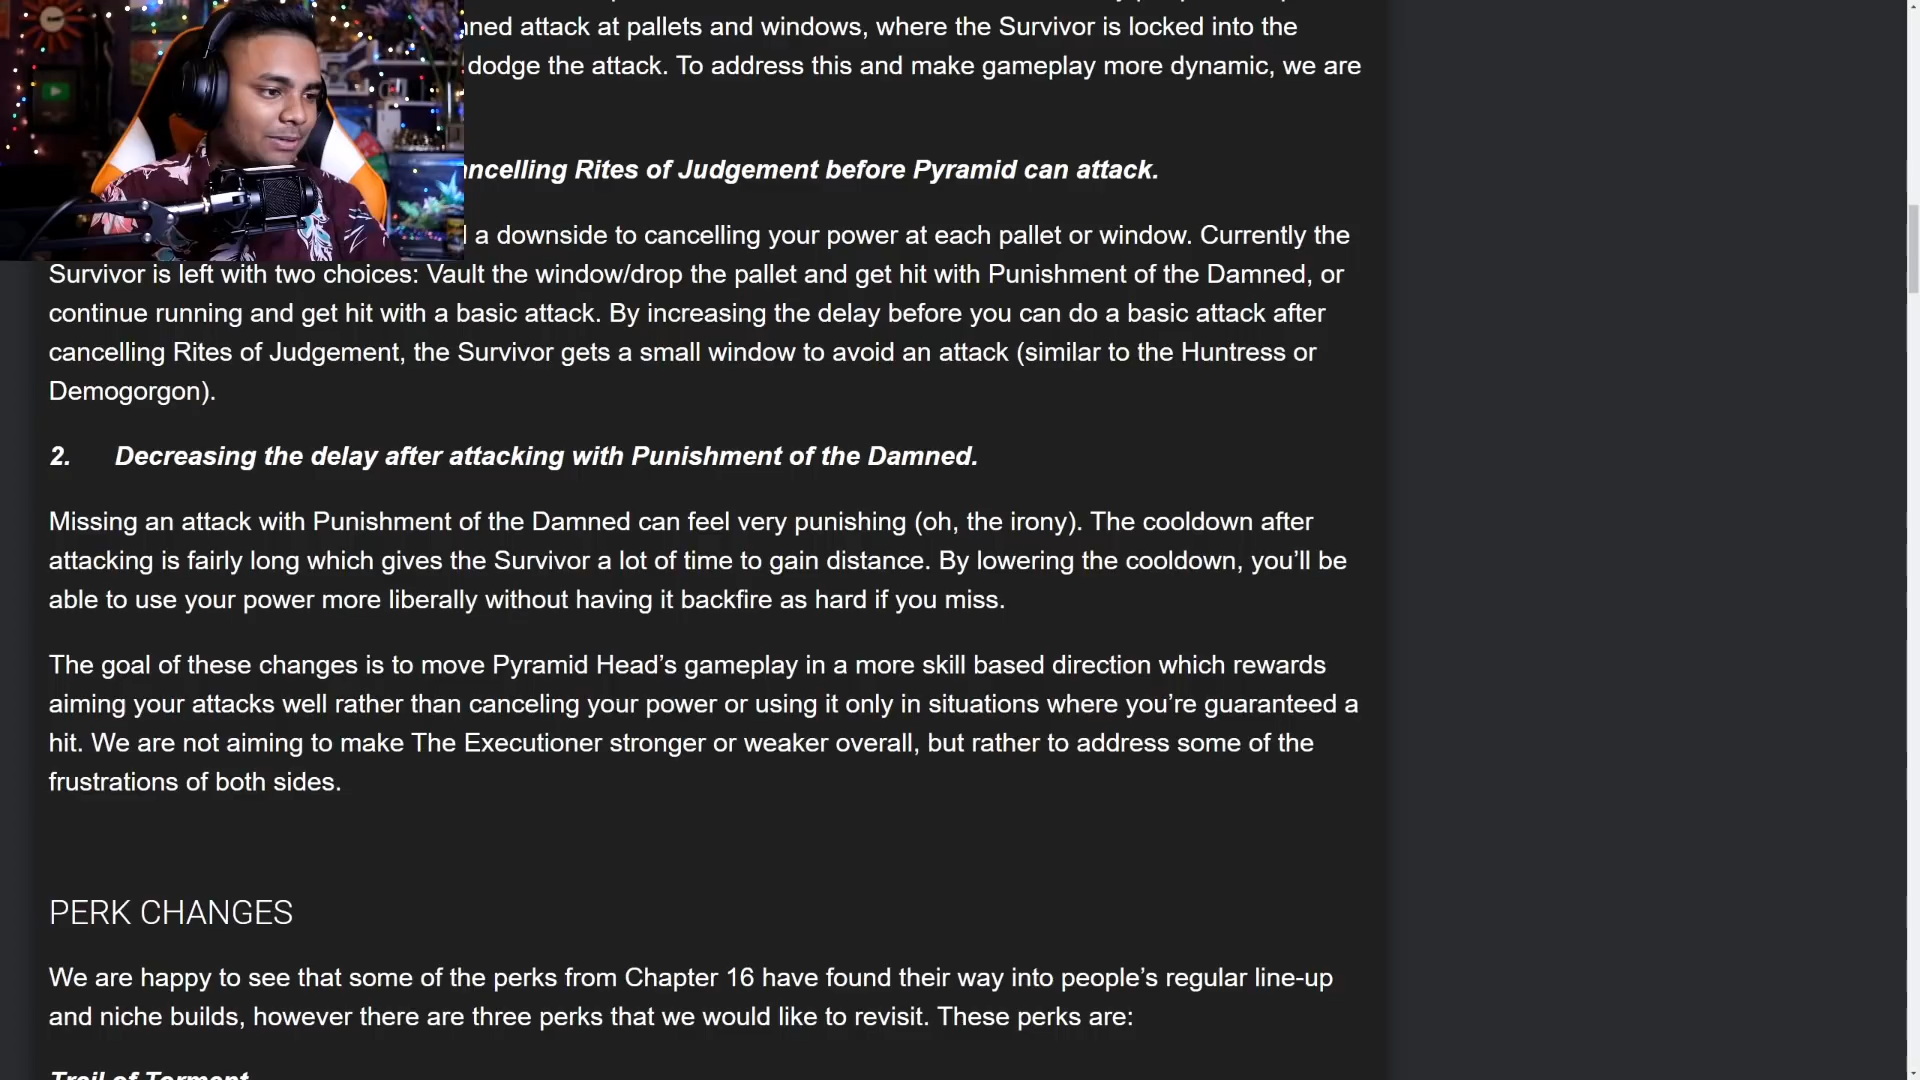 attack at pallets and windows, where the Survivor is locked into the
dodge the attack. To address this and make gameplay more dynamic, we are
Rites of Judgement before Pyramid can attack.
a downside to cancelling your power at each pallet or window. Currently the
Survivor is left with two choices: Vault the window/drop the pallet and get hit with Punishment of the Damned, or
continue running and get hit with a basic attack. By increasing the delay before you can do a basic attack after
cancelling Rites of Judgement, the Survivor gets a small window to avoid an attack (similar to the Huntress or
Demogorgon).
2. Decreasing the delay after attacking with Punishment of the Damned.
Missing an attack with Punishment of the Damned can feel very punishing (oh, the irony). The cooldown after
attacking is fairly long which gives the Survivor a lot of time to gain distance. By lowering the cooldown, you’ll be
able to use your power more liberally without having it backfire as hard if you miss.
The goal of these changes is to move Pyramid Head’s gameplay in a more skill based direction which rewards
aiming your attacks well rather than canceling your power or using it only in situations where you’re guaranteed a
hit. We are not aiming to make The Executioner stronger or weaker overall, but rather to address some of the
frustrations of both sides.
PERK CHANGES
We are happy to see that some of the perks from Chapter 16 have found their way into people’s regular line-up
and niche builds, however there are three perks that we would like to revisit. These perks are:
Trail of Torment